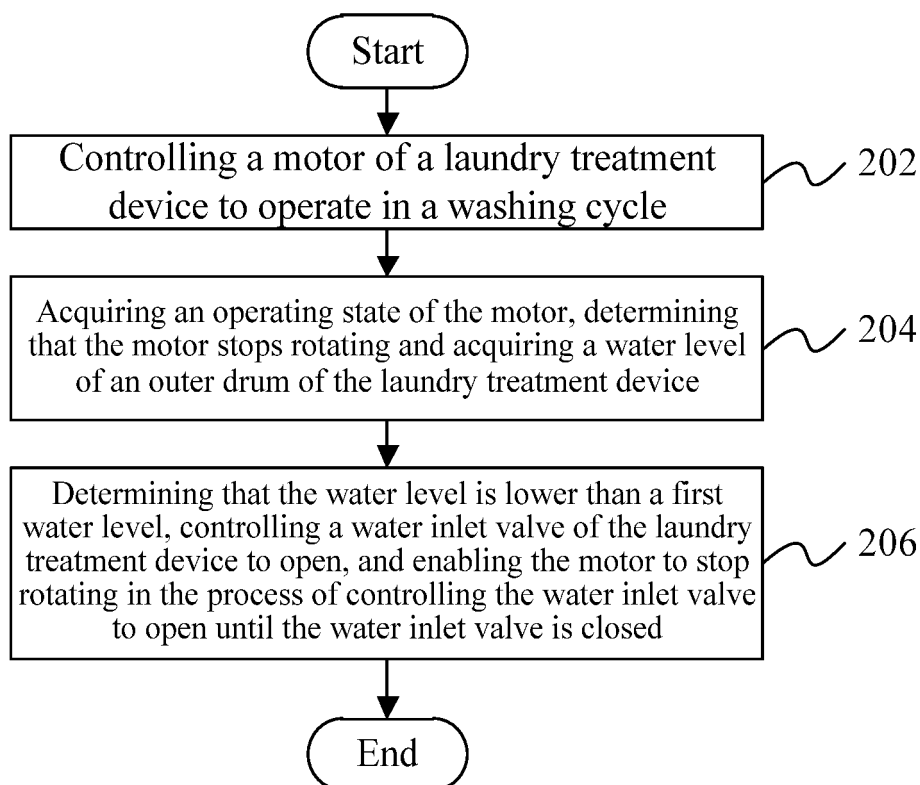 Start
Controlling a motor of a laundry treatment
device to operate in a washing cycle
202
Acquiring an operating state of the motor, determining
that the motor stops rotating and acquiring a water level
of an outer drum of the laundry treatment device
204
Determining that the water level is lower than a first
water level, controlling a water inlet valve of the laundry
treatment device to open, and enabling the motor to stop
rotating in the process of controlling the water inlet valve
to open until the water inlet valve is closed
206
End